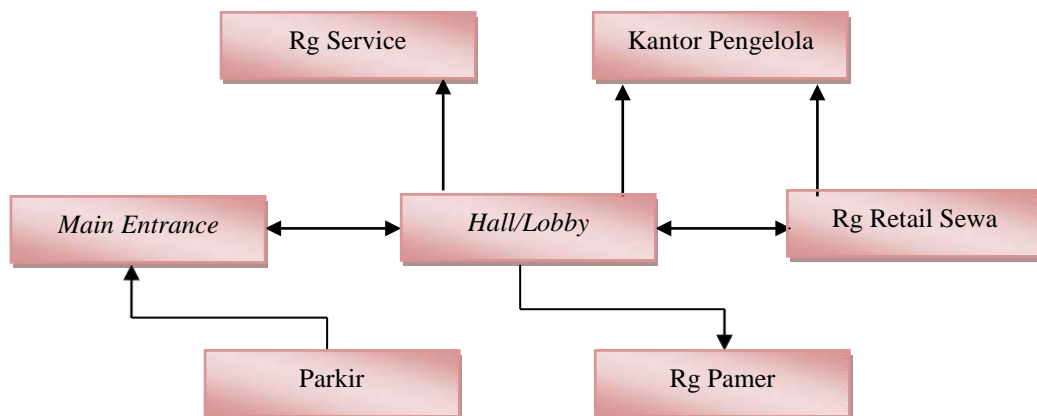 Rg Service
Kantor Pengelola
Main Entrance
Hall/Lobby
Rg Retail Sewa
Parkir
Rg Pamer